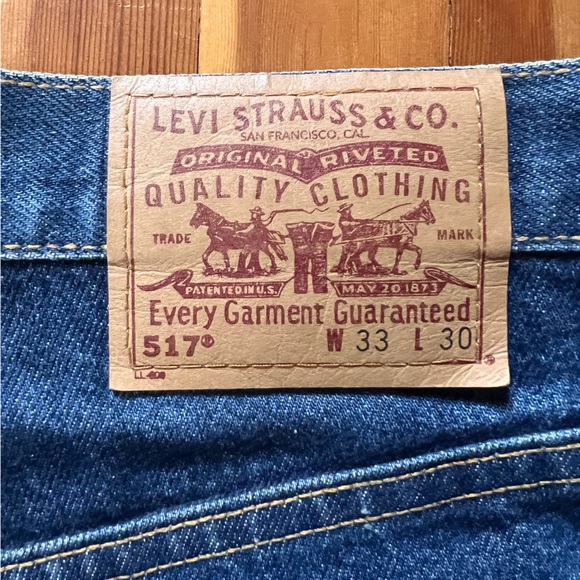 LEVI STRAUSS & CO.
SAN FRANCISCO, CAL.
ORIGINAL RIVETED
QUALITY CLOTHING
TRADE MARK
PATENTED IN U.S. MAY 20 1873
Every Garment Guaranteed
517® W 33 L 30
®